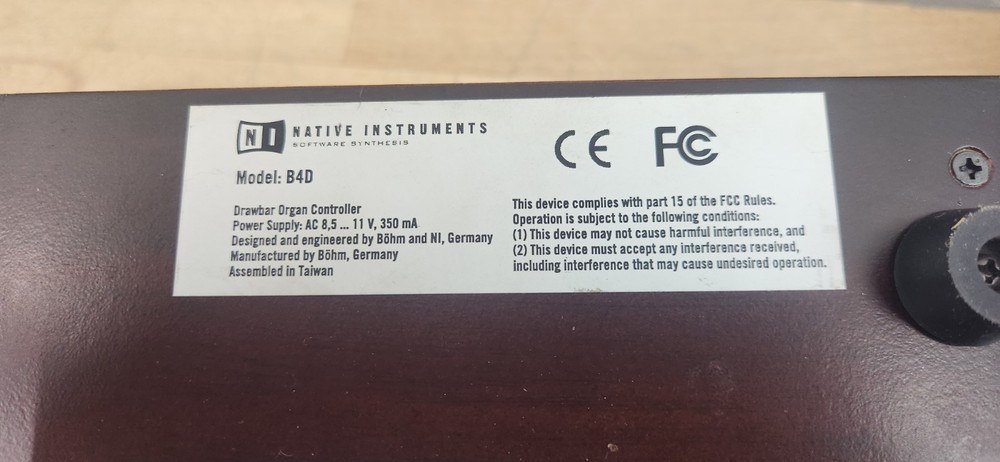 NI NATIVE INSTRUMENTS
SOFTWARE SYNTHESIS
CE FC
Model: B4D
Drawbar Organ Controller
Power Supply: AC 8,5 ... 11 V, 350 mA
Designed and engineered by Böhm and NI, Germany
Manufactured by Böhm, Germany
Assembled in Taiwan
This device complies with part 15 of the FCC Rules.
Operation is subject to the following conditions:
(1) This device may not cause harmful interference, and
(2) This device must accept any interference received,
including interference that may cause undesired operation.